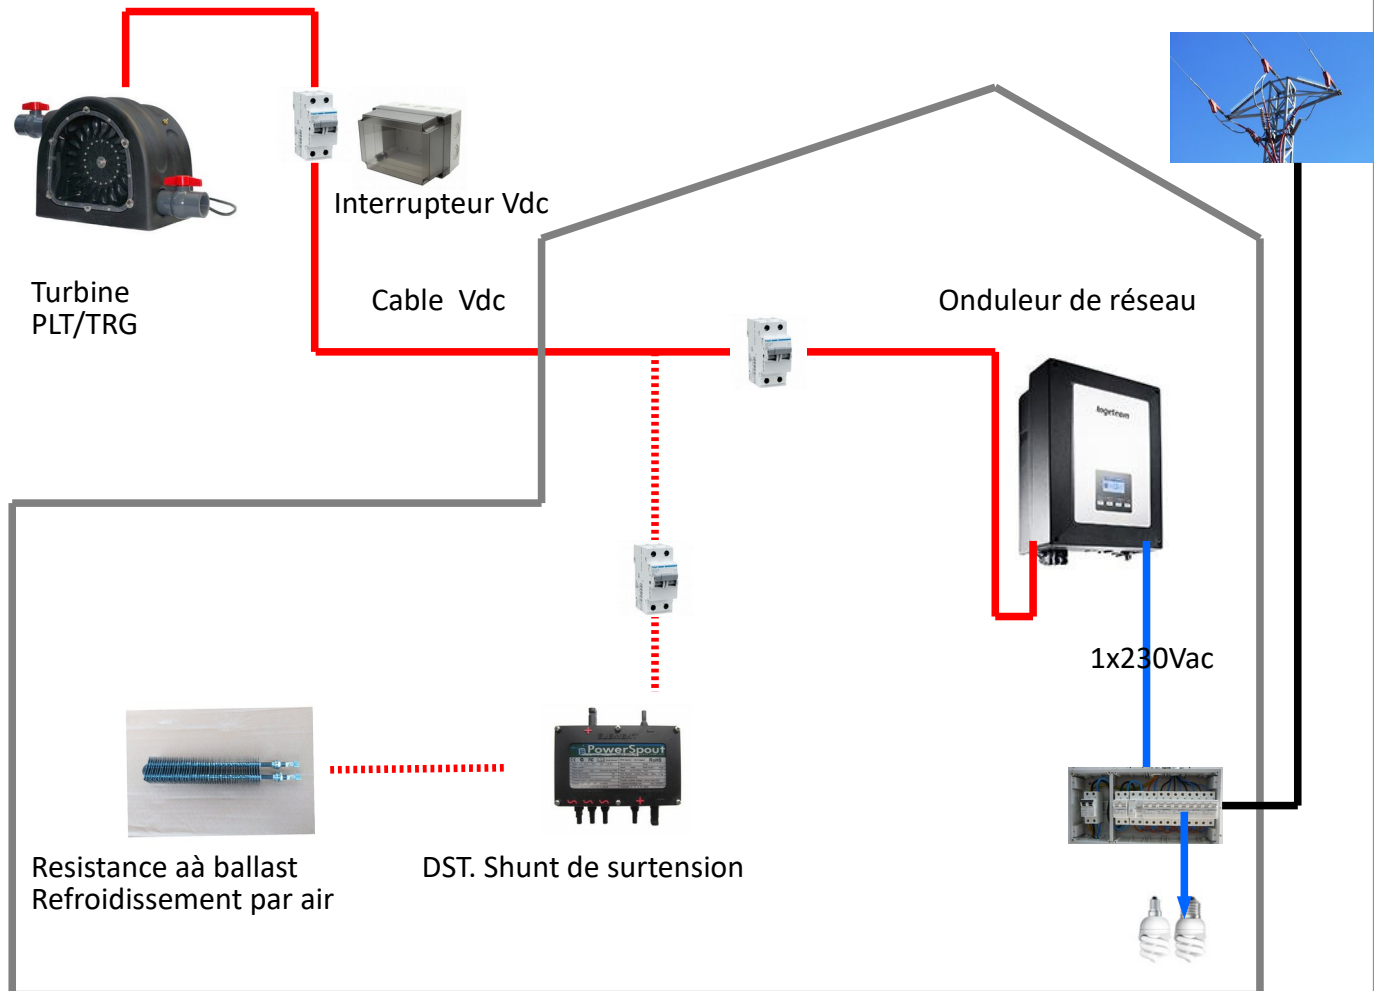 Interrupteur Vdc
Turbine
PLT/TRG
Cable  Vdc
Onduleur de réseau
Ingeteam
1x230Vac
PowerSpout
Resistance aà ballast
Refroidissement par air
DST. Shunt de surtension